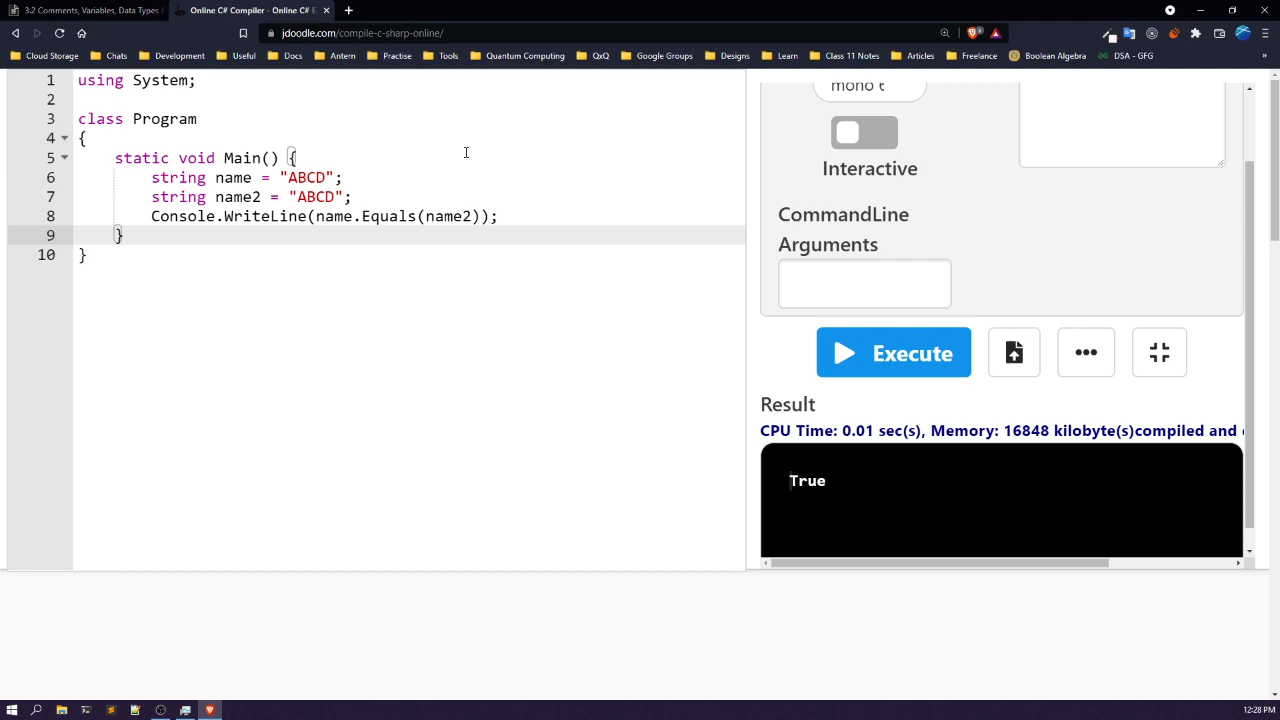 3.2 Comments, Variables, Data Types /
Online C# Compiler - Online C# E
jdoodle.com/compile-c-sharp-online/
Cloud Storage Chats Development Useful Docs Antern Practise Tools Quantum Computing QxQ Google Groups Designs Learn Class 11 Notes Articles Freelance Boolean Algebra DSA - GFG
1 using System;
2
3 class Program
4 {
5 static void Main() {
6 string name = "ABCD";
7 string name2 = "ABCD";
8 Console.WriteLine(name.Equals(name2));
9 }
10 }
mono 6
Interactive
CommandLine
Arguments
Execute
Result
CPU Time: 0.01 sec(s), Memory: 16848 kilobyte(s)compiled and
True
12:28 PM